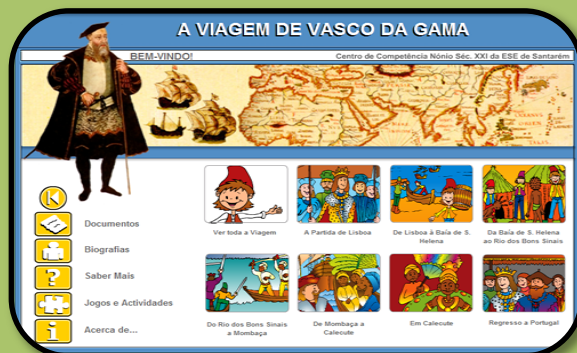 A VIAGEM DE VASCO DA GAMA
BEM-VINDO!
Centro de Competência Nónio Séc. XXI da ESE de Santarém
Documentos
Biografias
Saber Mais
Jogos e Actividades
Acerca de...
Ver toda a Viagem
A Partida de Lisboa
De Lisboa à Baía de S.
Helena
Da Baía de S. Helena
ao Rio dos Bons Sinais
Do Rio dos Bons Sinais
a Mombaça
De Mombaça a
Calecute
Em Calecute
Regresso a Portugal